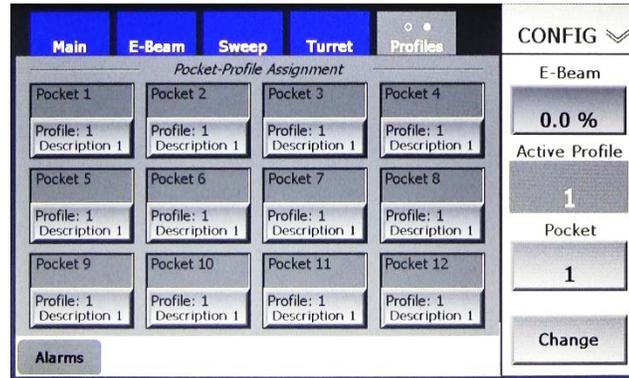 Main E-Beam Sweep Turret Profiles
CONFIG
Pocket-Profile Assignment
E-Beam
0.0 %
Active Profile
1
Pocket
1
Change
Pocket 1 Pocket 2 Pocket 3 Pocket 4
Profile: 1 Profile: 1 Profile: 1 Profile: 1
Description 1 Description 1 Description 1 Description 1
Pocket 5 Pocket 6 Pocket 7 Pocket 8
Profile: 1 Profile: 1 Profile: 1 Profile: 1
Description 1 Description 1 Description 1 Description 1
Pocket 9 Pocket 10 Pocket 11 Pocket 12
Profile: 1 Profile: 1 Profile: 1 Profile: 1
Description 1 Description 1 Description 1 Description 1
Alarms